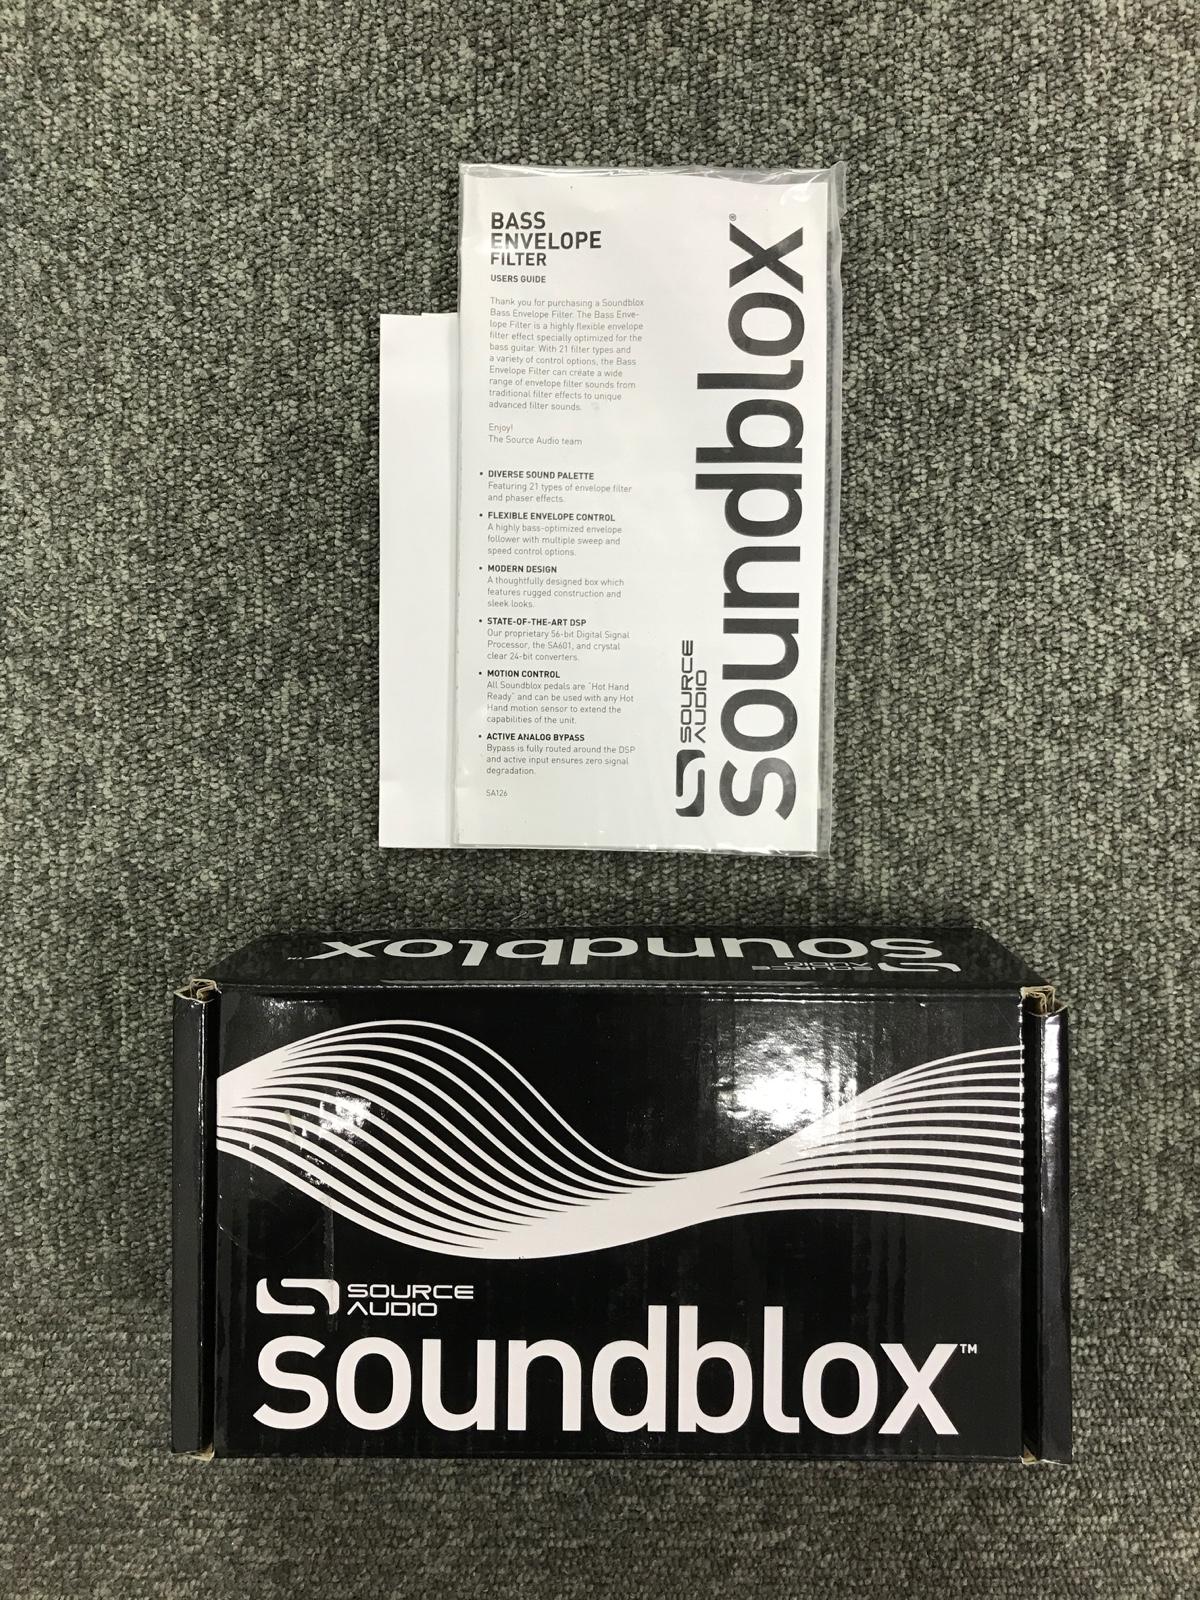 BASS
ENVELOPE
FILTER
USERS GUIDE
Thank you for purchasing a Soundblox
Bass Envelope Filter. The Bass Enve-
lope Filter is a highly flexible envelope
filter effect specially optimized for the
bass guitar. With 21 filter types and
a variety of control options, the Bass
Envelope Filter can create a wide
range of envelope filter sounds from
traditional filter effects to unique
advanced filter sounds.
Enjoy!
The Source Audio team
• DIVERSE SOUND PALETTE
Featuring 21 types of envelope filter
and phaser effects.
• FLEXIBLE ENVELOPE CONTROL
A highly bass-optimized envelope
follower with multiple sweep and
speed control options.
• MODERN DESIGN
A thoughtfully designed box which
features rugged construction and
sleek looks.
• STATE-OF-THE-ART DSP
Our proprietary 56-bit Digital Signal
Processor, the SA601, and crystal
clear 24-bit converters.
• MOTION CONTROL
All Soundblox pedals are "Hot Hand
Ready" and can be used with any Hot
Hand motion sensor to extend the
capabilities of the unit.
• ACTIVE ANALOG BYPASS
Bypass is fully routed around the DSP
and active input ensures zero signal
degradation.
SA126
SOURCE
AUDIO
soundblox®
SOURCE
AUDIO
soundblox™
SOURCE
AUDIO
soundblox™